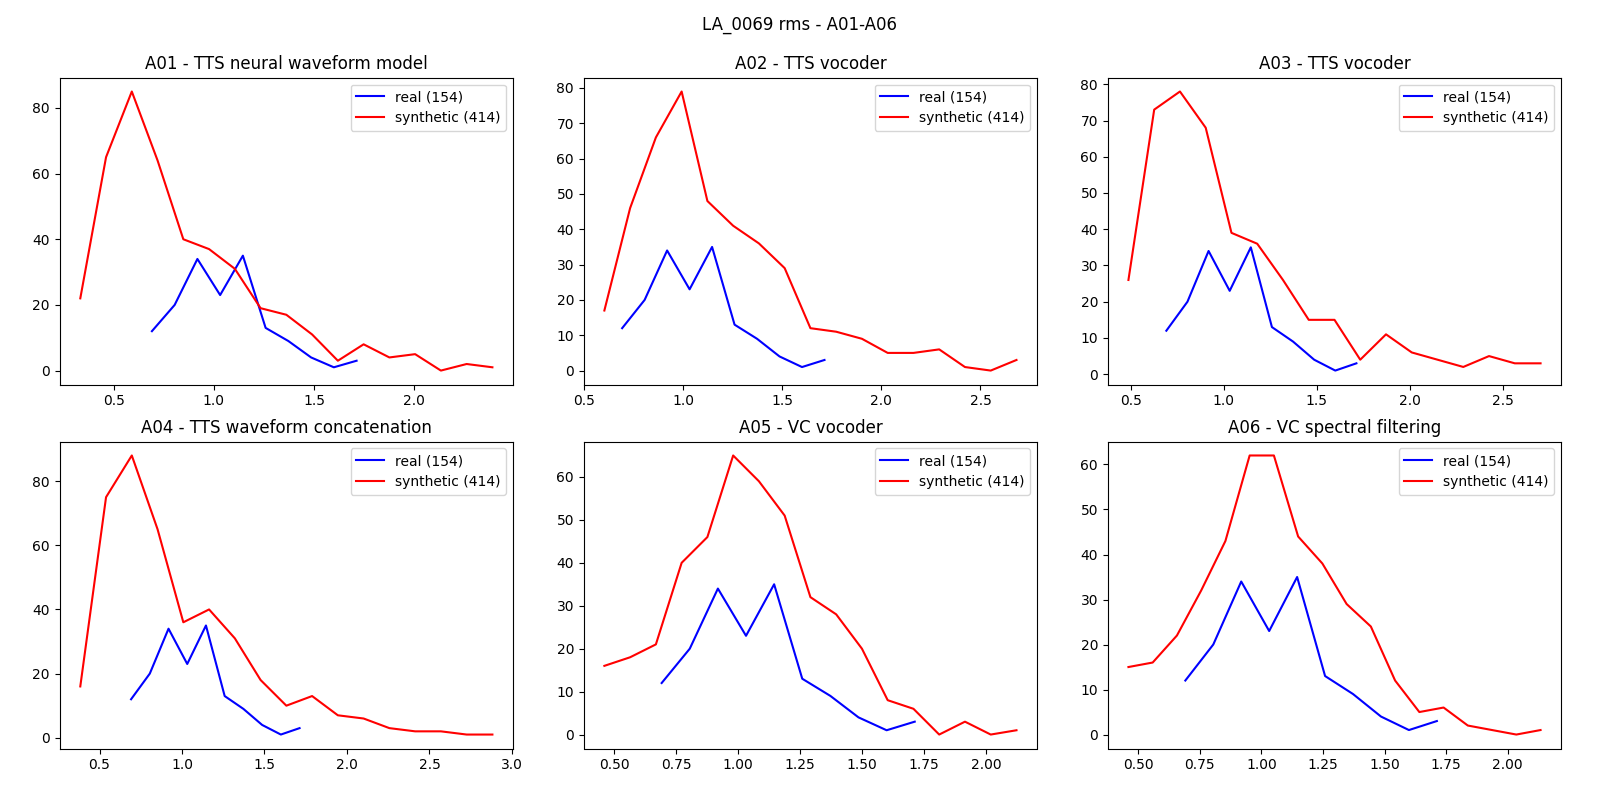 LA_0069 rms - A01-A06
A01 - TTS neural waveform model
real (154)
synthetic (414)
80
60
40
20
0
0.5 1.0 1.5 2.0
A02 - TTS vocoder
real (154)
synthetic (414)
80
70
60
50
40
30
20
10
0
0.5 1.0 1.5 2.0 2.5
A03 - TTS vocoder
real (154)
synthetic (414)
80
70
60
50
40
30
20
10
0
0.5 1.0 1.5 2.0 2.5
A04 - TTS waveform concatenation
real (154)
synthetic (414)
80
60
40
20
0
0.5 1.0 1.5 2.0 2.5 3.0
A05 - VC vocoder
real (154)
synthetic (414)
60
50
40
30
20
10
0
0.50 0.75 1.00 1.25 1.50 1.75 2.00
A06 - VC spectral filtering
real (154)
synthetic (414)
60
50
40
30
20
10
0
0.50 0.75 1.00 1.25 1.50 1.75 2.00